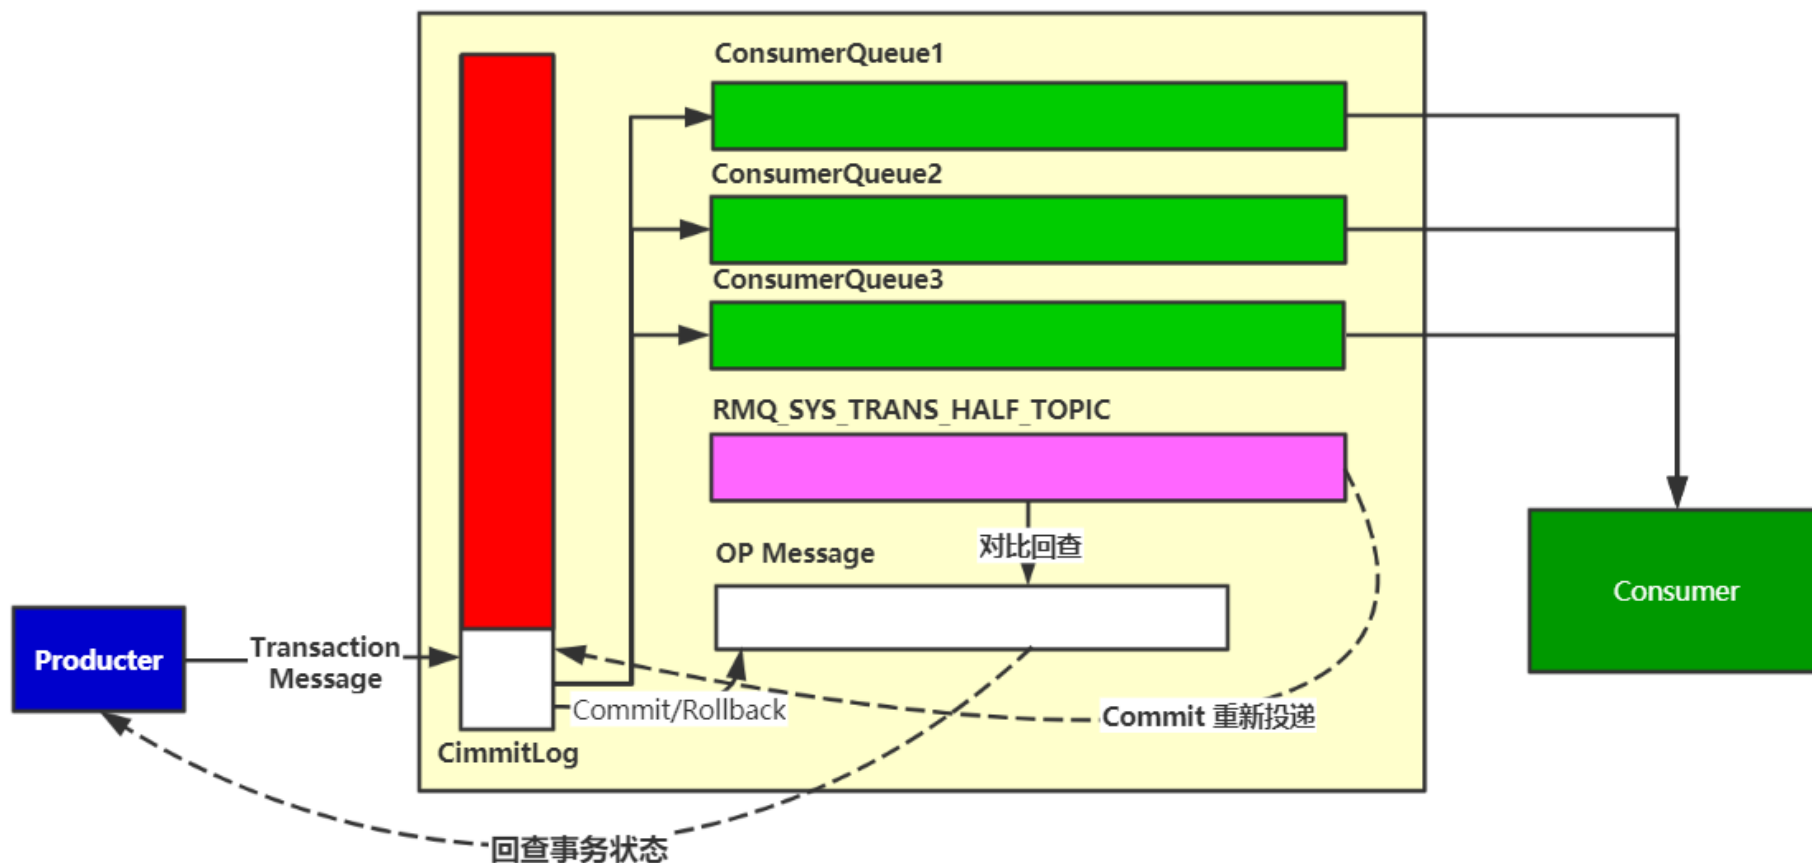 ConsumerQueue1
ConsumerQueue2
ConsumerQueue3
RMQ_SYS_TRANS_HALF_TOPIC
对比回查
OP Message
Consumer
Producter
Transaction
Message
Commit/Rollback
Commit 重新投递
CimmitLog
回查事务状态